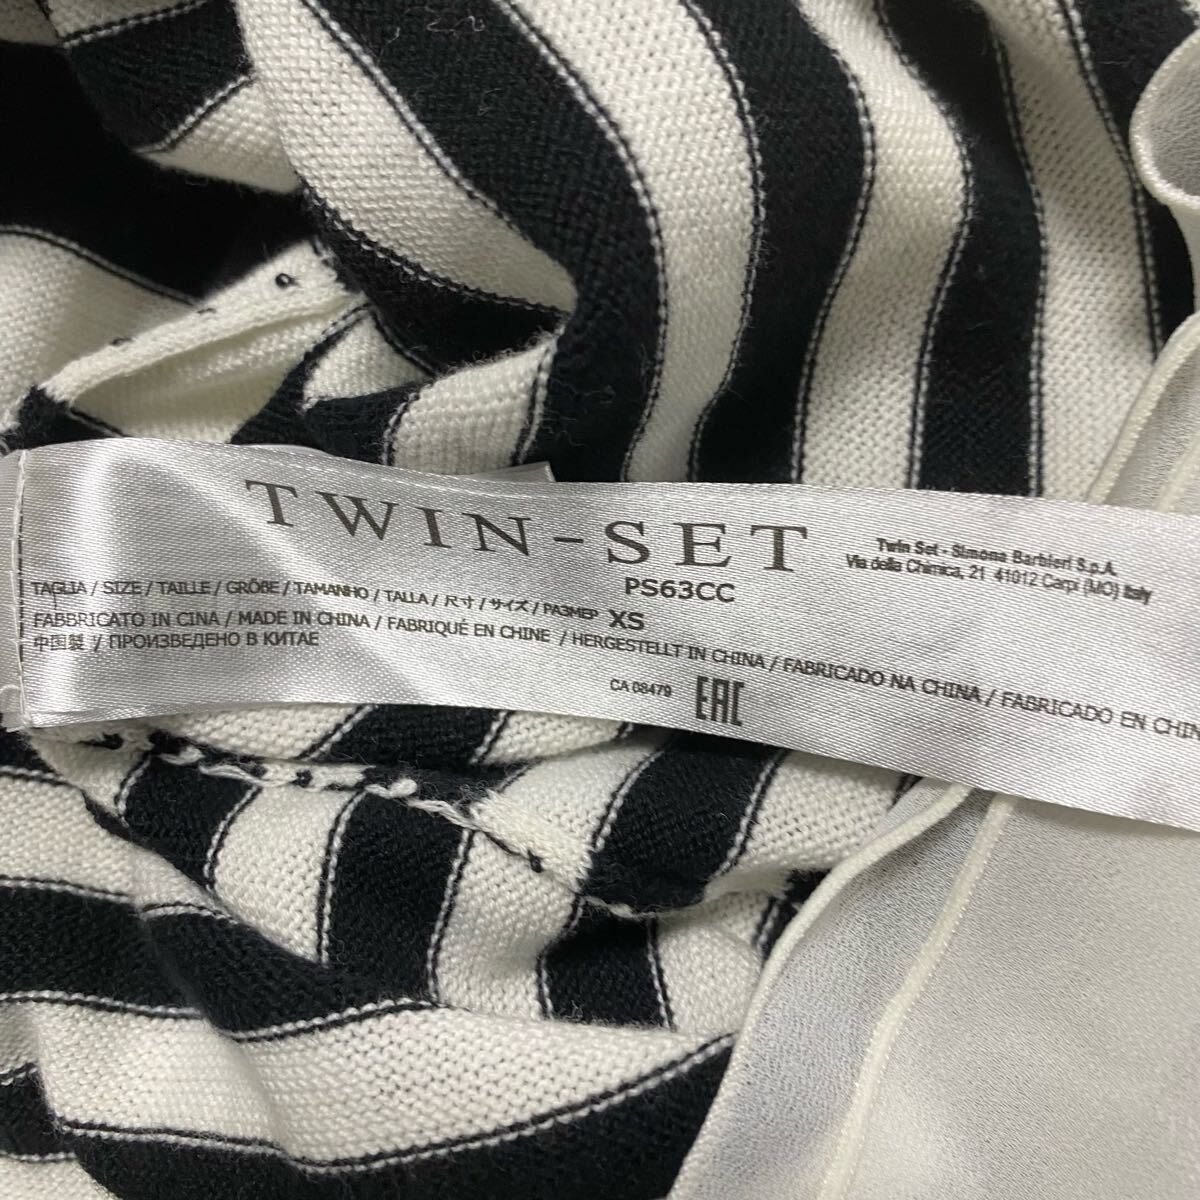 TWIN-SET
Twin Set - Simona Barbieri S.p.A.
Via della Chimica, 21 41012 Carpi (MO) Italy
PS63CC
TAGLIA / SIZE / TAILLE / GRÖBE / TAMANHO / TALLA / 尺寸 / サイズ / РАЗМЕР XS
FABBRICATO IN CINA / MADE IN CHINA / FABRIQUÉ EN CHINE / HERGESTELLT IN CHINA / FABRICADO NA CHINA / FABRICADO EN CHIN
中国製 / ПРОИЗВЕДЕНО В КИТАЕ
CA 08479
EAC